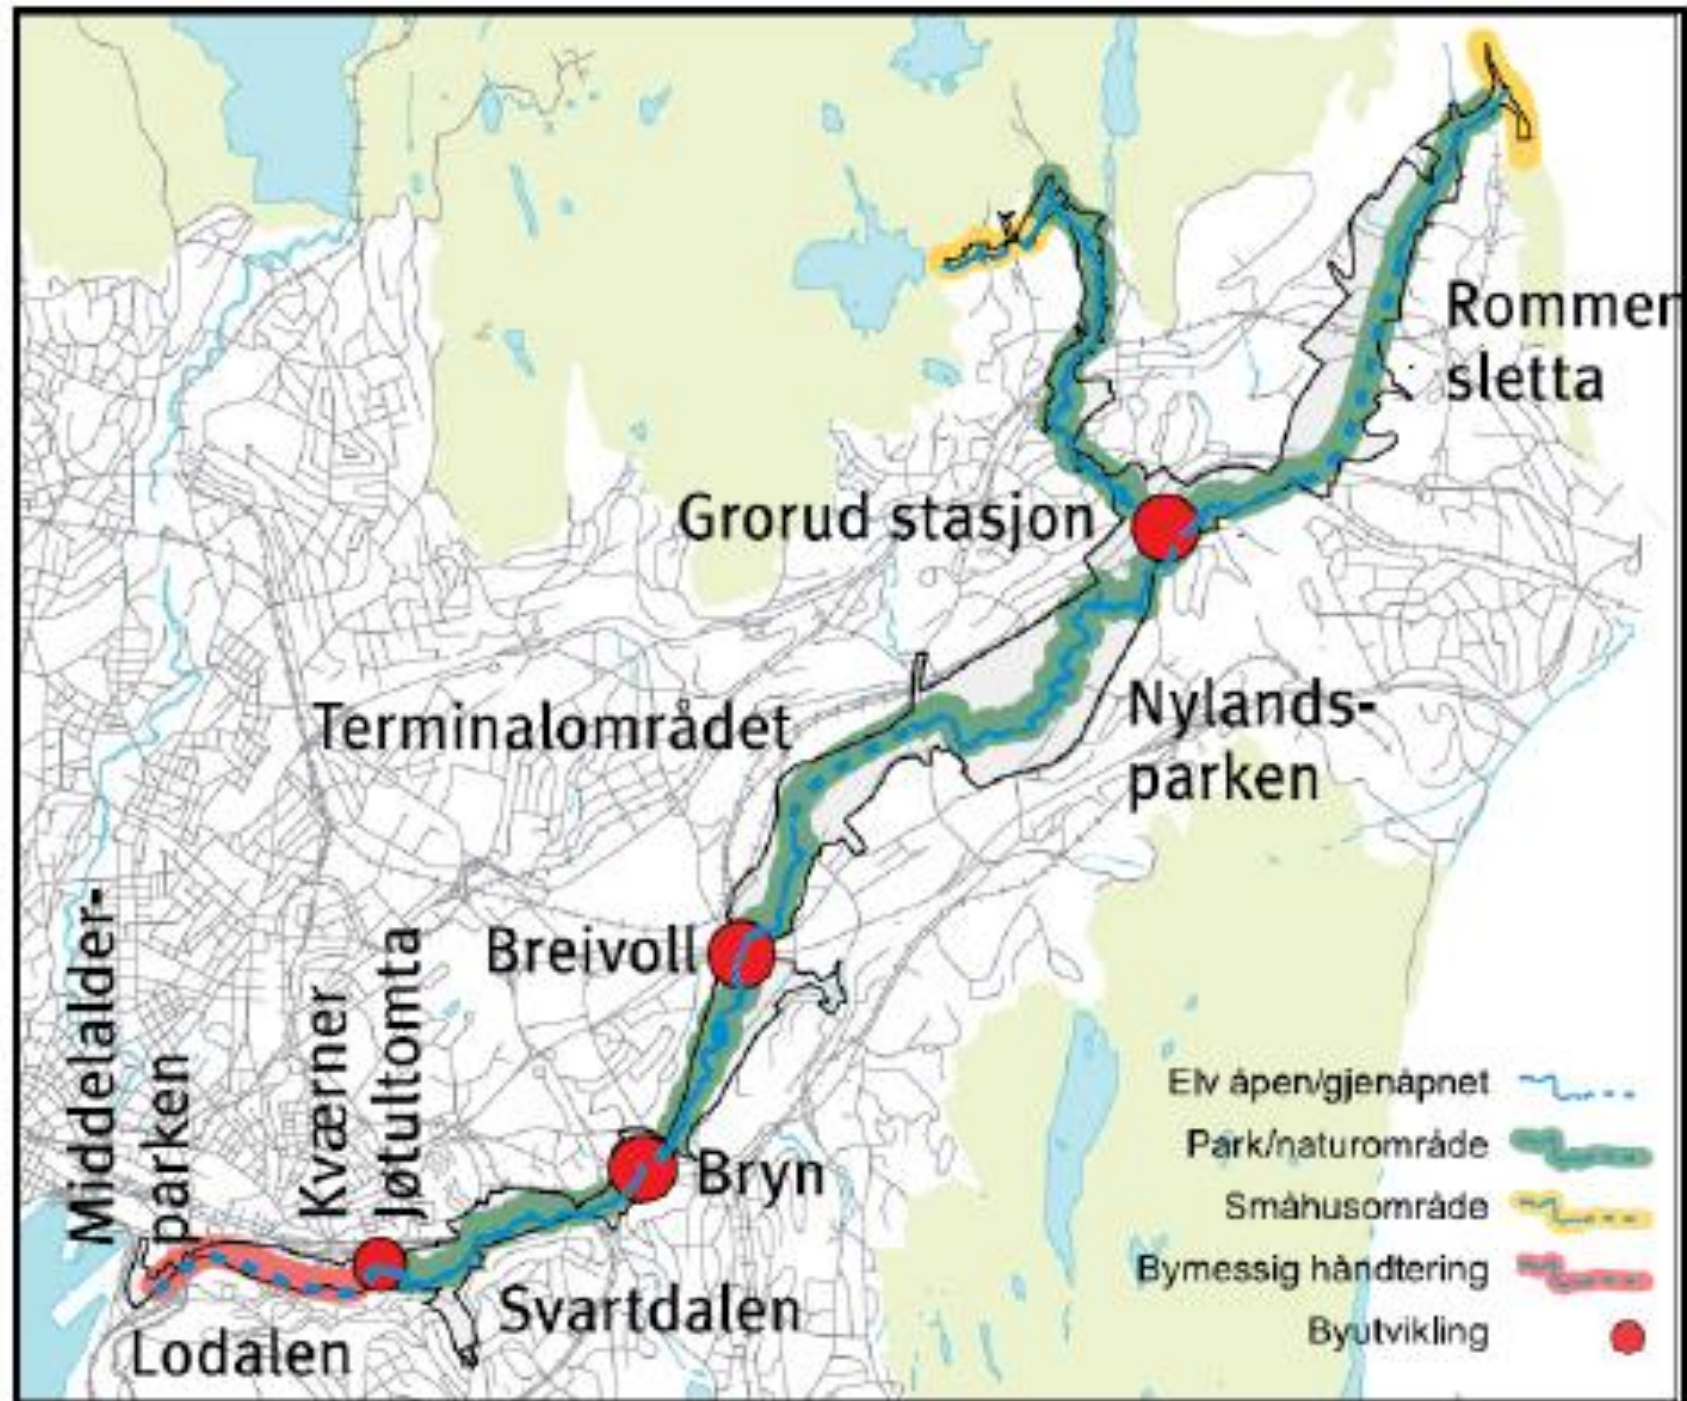 Rommen
sletta
Grorud stasjon
Terminalområdet
Nylands-
parken
Breivoll
Middelalder-
parken
Kværner
Jøtultomta
Bryn
Svartdalen
Lodalen
Elv åpen/gjenåpnet
Park/naturområde
Småhusområde
Bymessig håndtering
Byutvikling